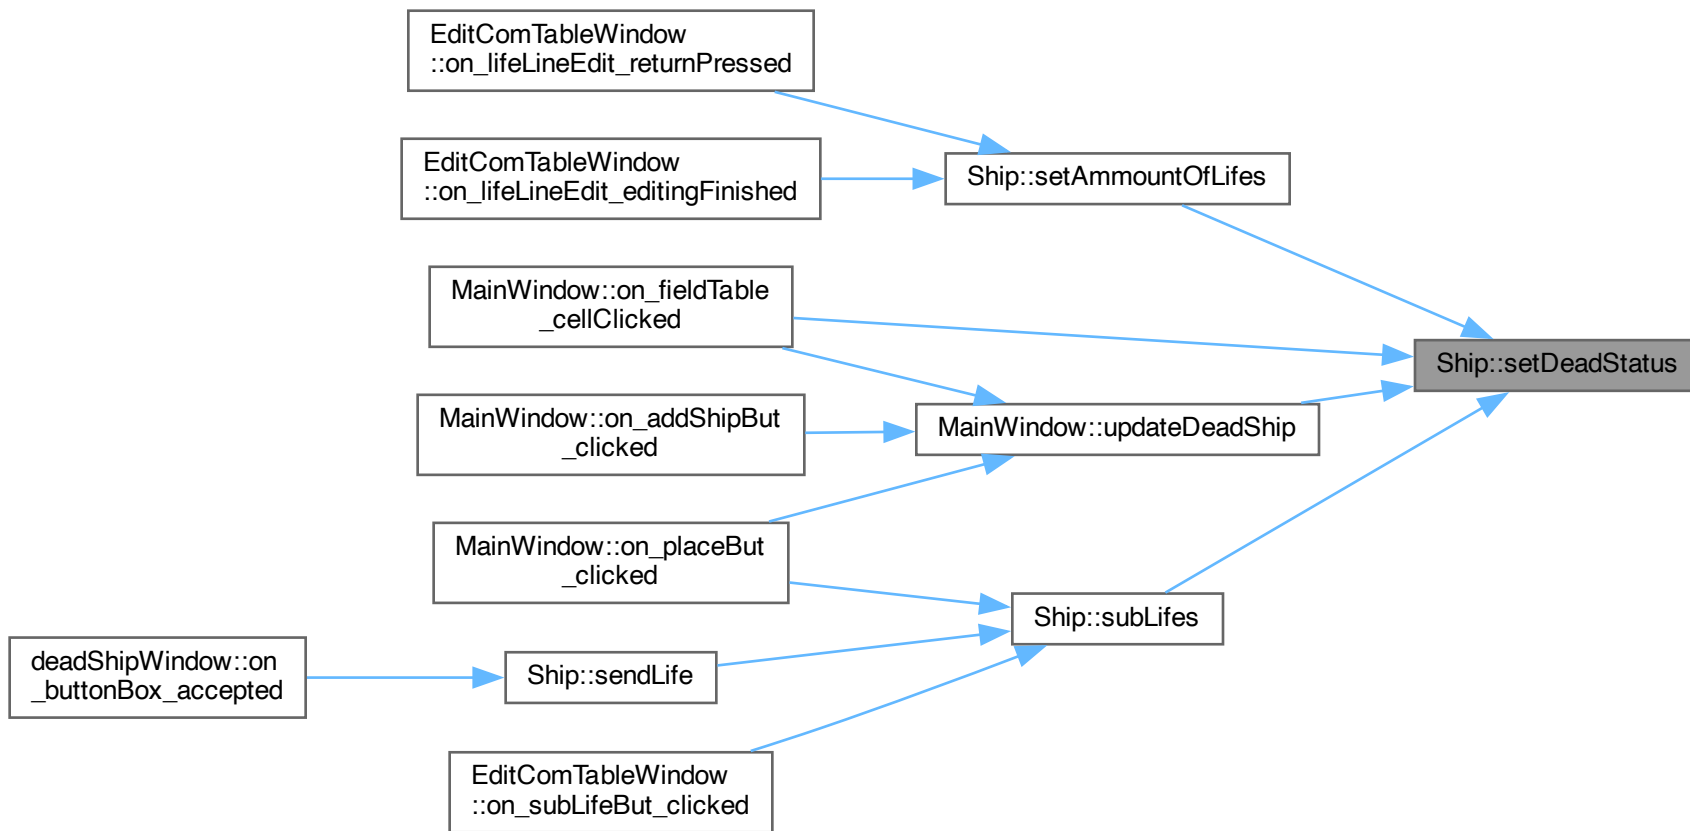 EditComTableWindow
::on_lifeLineEdit_returnPressed
EditComTableWindow
::on_lifeLineEdit_editingFinished
Ship::setAmmountOfLifes
MainWindow::on_fieldTable
_cellClicked
Ship::setDeadStatus
MainWindow::on_addShipBut
_clicked
MainWindow::updateDeadShip
MainWindow::on_placeBut
_clicked
Ship::subLifes
deadShipWindow::on
_buttonBox_accepted
Ship::sendLife
EditComTableWindow
::on_subLifeBut_clicked